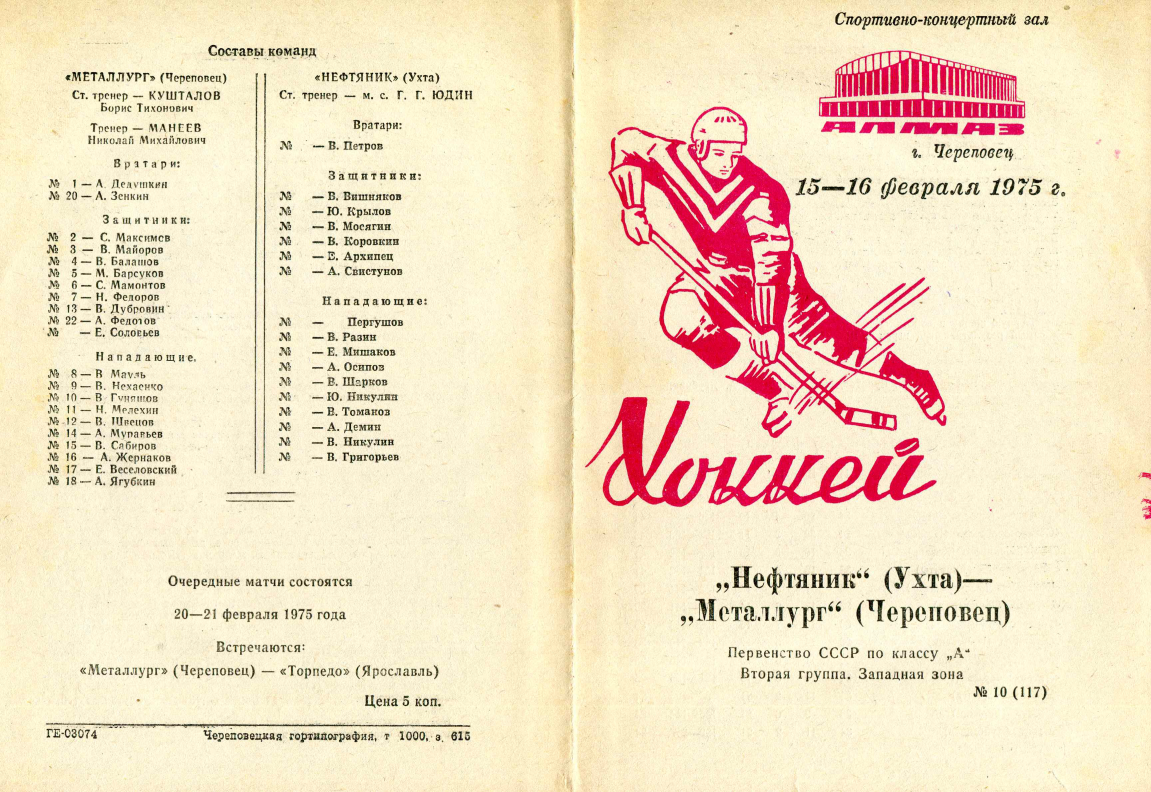 Составы команд
«МЕТАЛЛУРГ» (Череповец)
Ст. тренер — КУШТАЛОВ
Борис Тихонович
Тренер — МАНЕЕВ
Николай Михайлович
Вратари:
№ 1 — А. Делушкин
№ 20 — А. Зенкин
Защитники:
№ 2 — С. Максимов
№ 3 — В. Майоров
№ 4 — В. Балашов
№ 5 — М. Барсуков
№ 6 — С. Мамонтов
№ 7 — Н. Федоров
№ 13 — В. Дубровин
№ 22 — А. Федотов
№ — Е. Соловьев
Нападающие.
№ 8 — В. Мауль
№ 9 — В. Нехаенко
№ 10 — В. Гуняшов
№ 11 — Н. Мелехин
№ 12 — В. Швецов
№ 14 — А. Муравьев
№ 15 — В. Сабиров
№ 16 — А. Жернаков
№ 17 — Е. Веселовский
№ 18 — А. Ягубкин
«НЕФТЯНИК» (Ухта)
Ст. тренер — м. с. Г. Г. ЮДИН
Вратари:
№ — В. Петров
Защитники:
№ — В. Вишняков
№ — Ю. Крылов
№ — В. Мосягин
№ — В. Коровкин
№ — Е. Архипец
№ — А. Свистунов
Нападающие:
№ — Пергушов
№ — В. Разин
№ — Е. Мишаков
№ — А. Осипов
№ — В. Шарков
№ — Ю. Никулин
№ — В. Томанов
№ — А. Демин
№ — В. Никулин
№ — В. Григорьев
Очередные матчи состоятся
20—21 февраля 1975 года
Встречаются:
«Металлург» (Череповец) — «Торпедо» (Ярославль)
Цена 5 коп.
ГЕ-03074 Череповецкая гортипография, т 1000, з. 615
Спортивно-концертный зал
АЛМАЗ
г. Череповец
15—16 февраля 1975 г.
Хоккей
„Нефтяник“ (Ухта)—
„Металлург“ (Череповец)
Первенство СССР по классу „А“
Вторая группа. Западная зона
№ 10 (117)